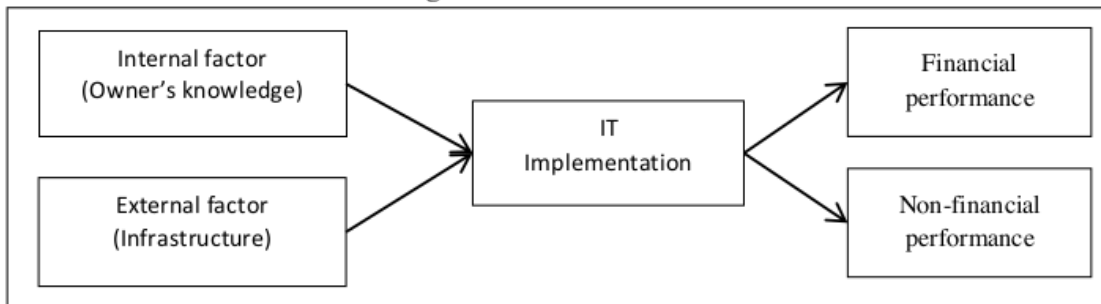 Internal factor
(Owner's knowledge)
External factor
(Infrastructure)
IT
Implementation
Financial
performance
Non-financial
performance